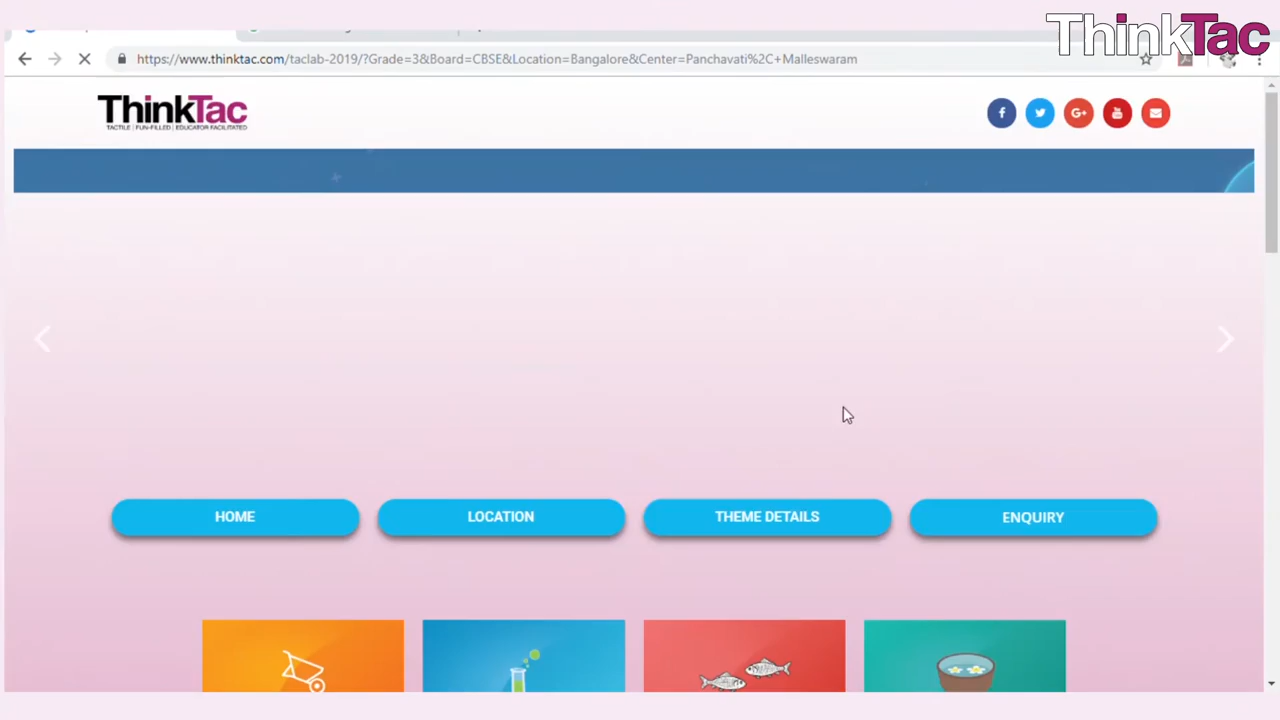 ThinkTac
https://www.thinktac.com/taclab-2019/?Grade=3&Board=CBSE&Location=Bangalore&Center=Panchavati%2C+Malleswaram
ThinkTac
TACTILE | FUN-FILLED | EDUCATOR FACILITATED
HOME LOCATION THEME DETAILS ENQUIRY